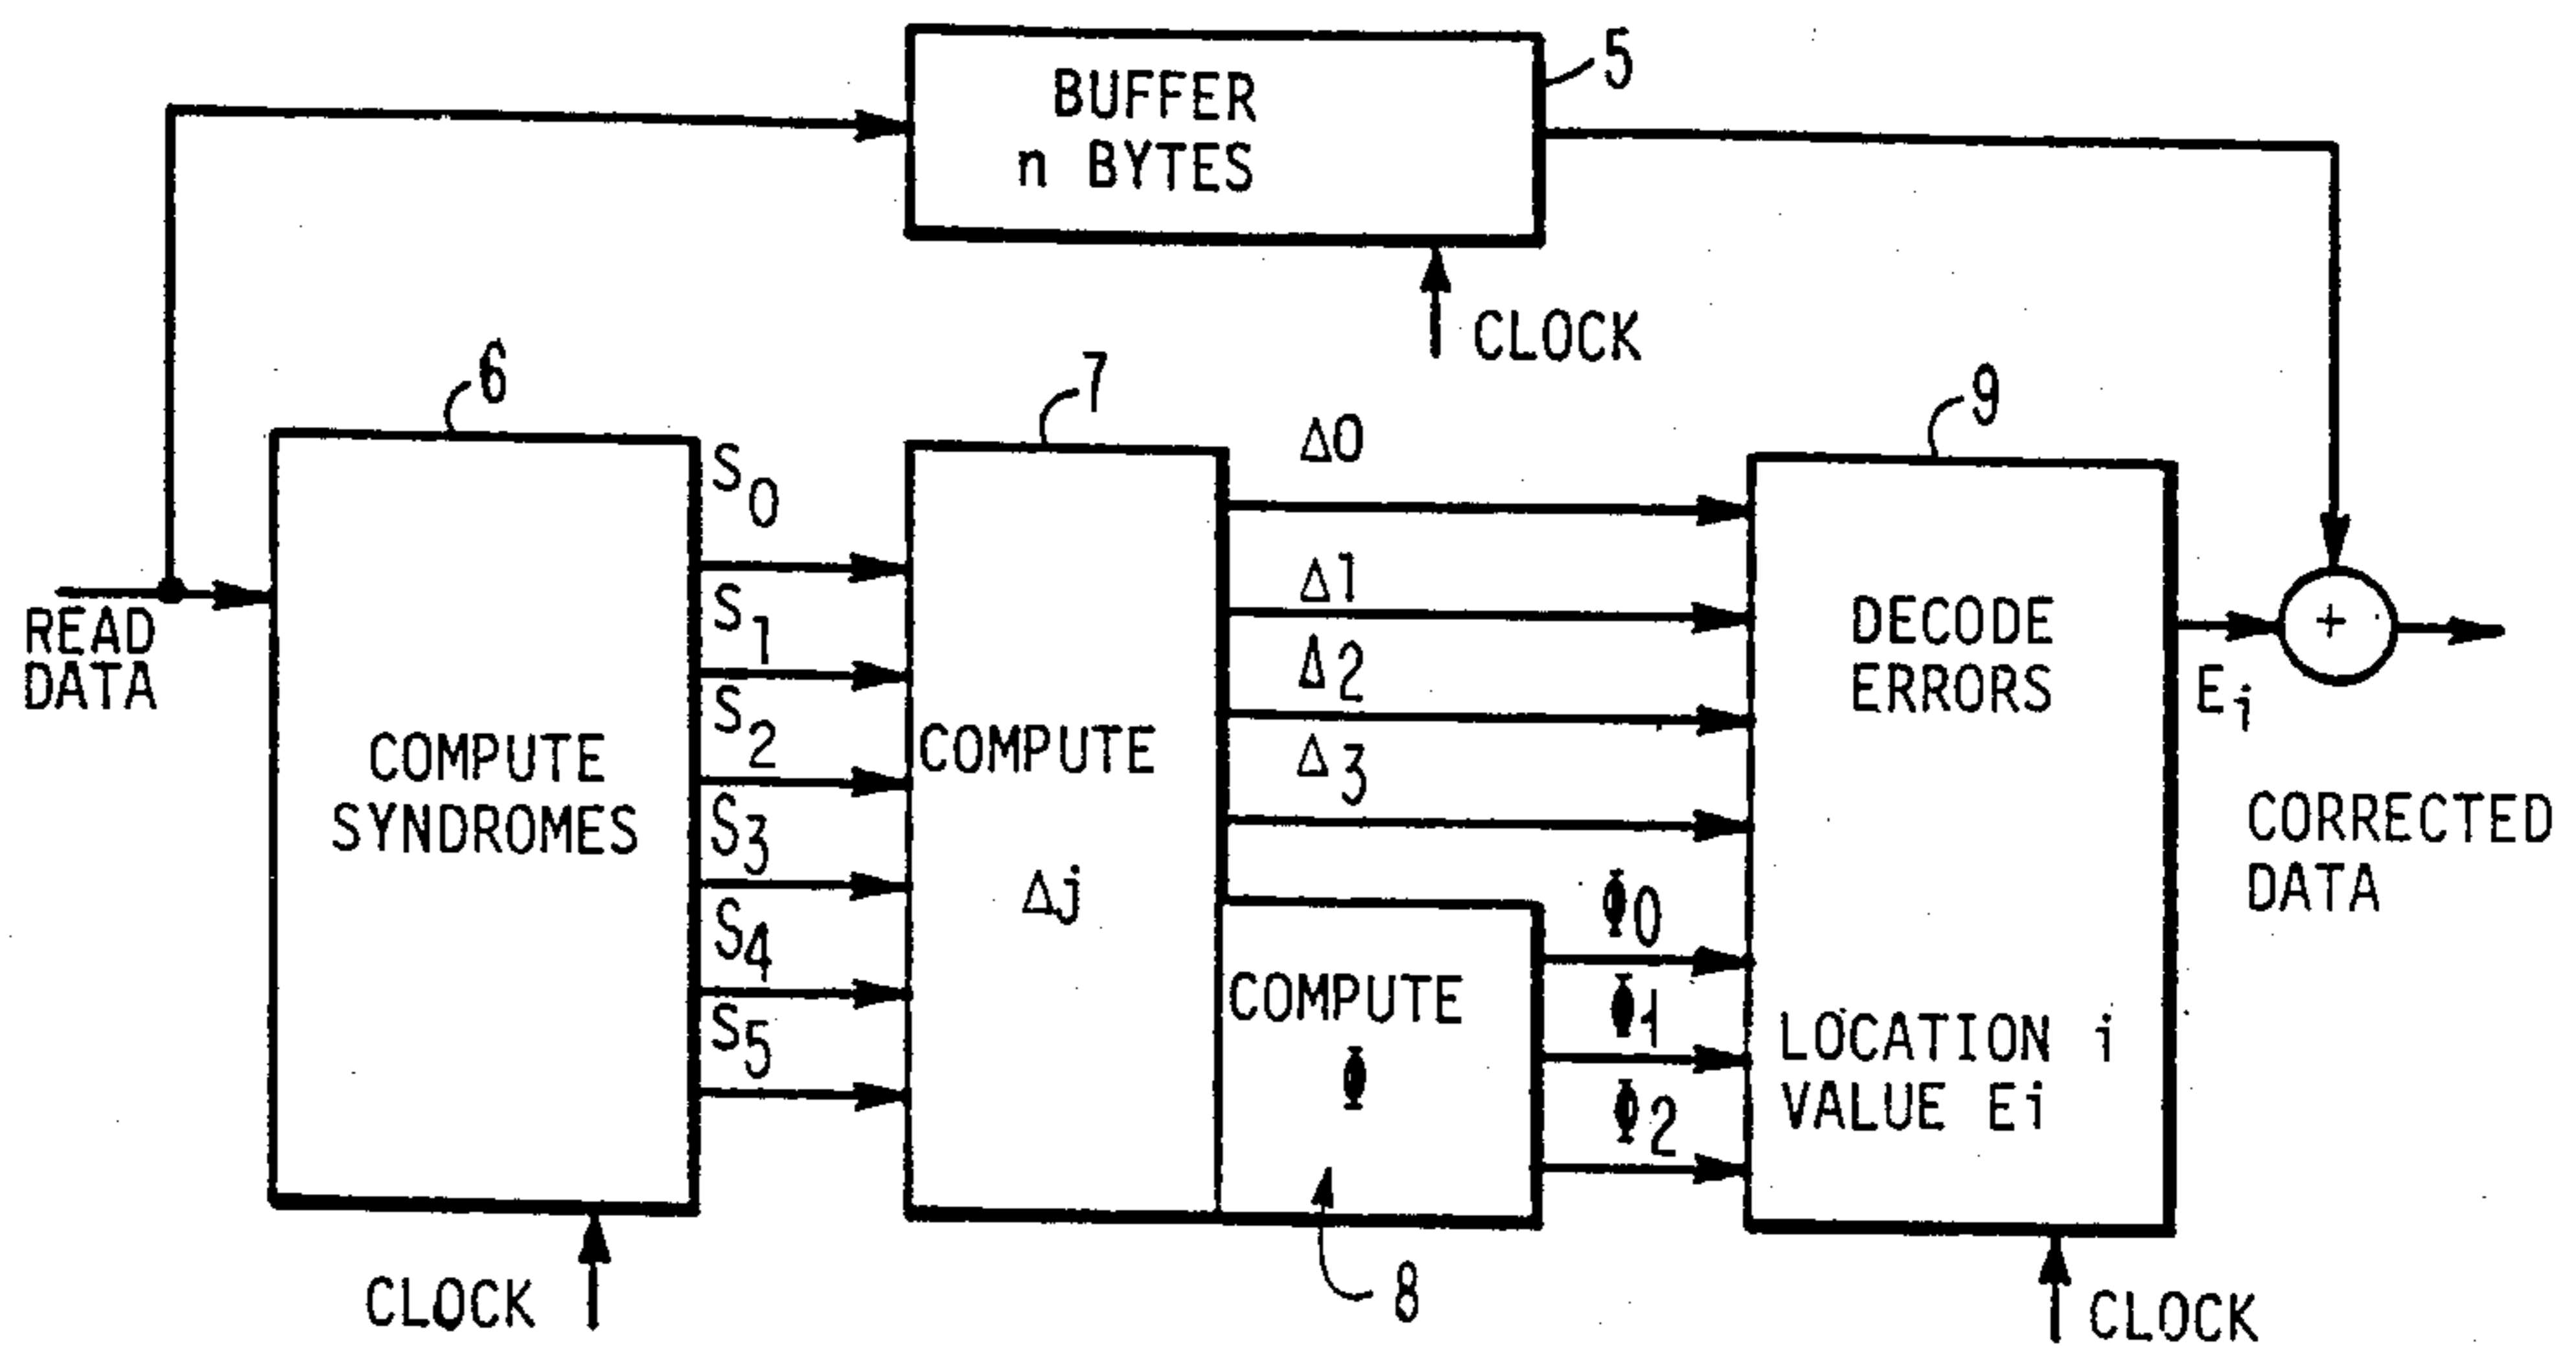 BUFFER
n BYTES
5
CLOCK
6
7
9
READ
DATA
COMPUTE
SYNDROMES
S0
S1
S2
S3
S4
S5
CLOCK
COMPUTE
Δj
Δ0
Δ1
Δ2
Δ3
COMPUTE
Φ
8
Φ0
Φ1
Φ2
DECODE
ERRORS
LOCATION i
VALUE Ei
CLOCK
Ei
+
CORRECTED
DATA